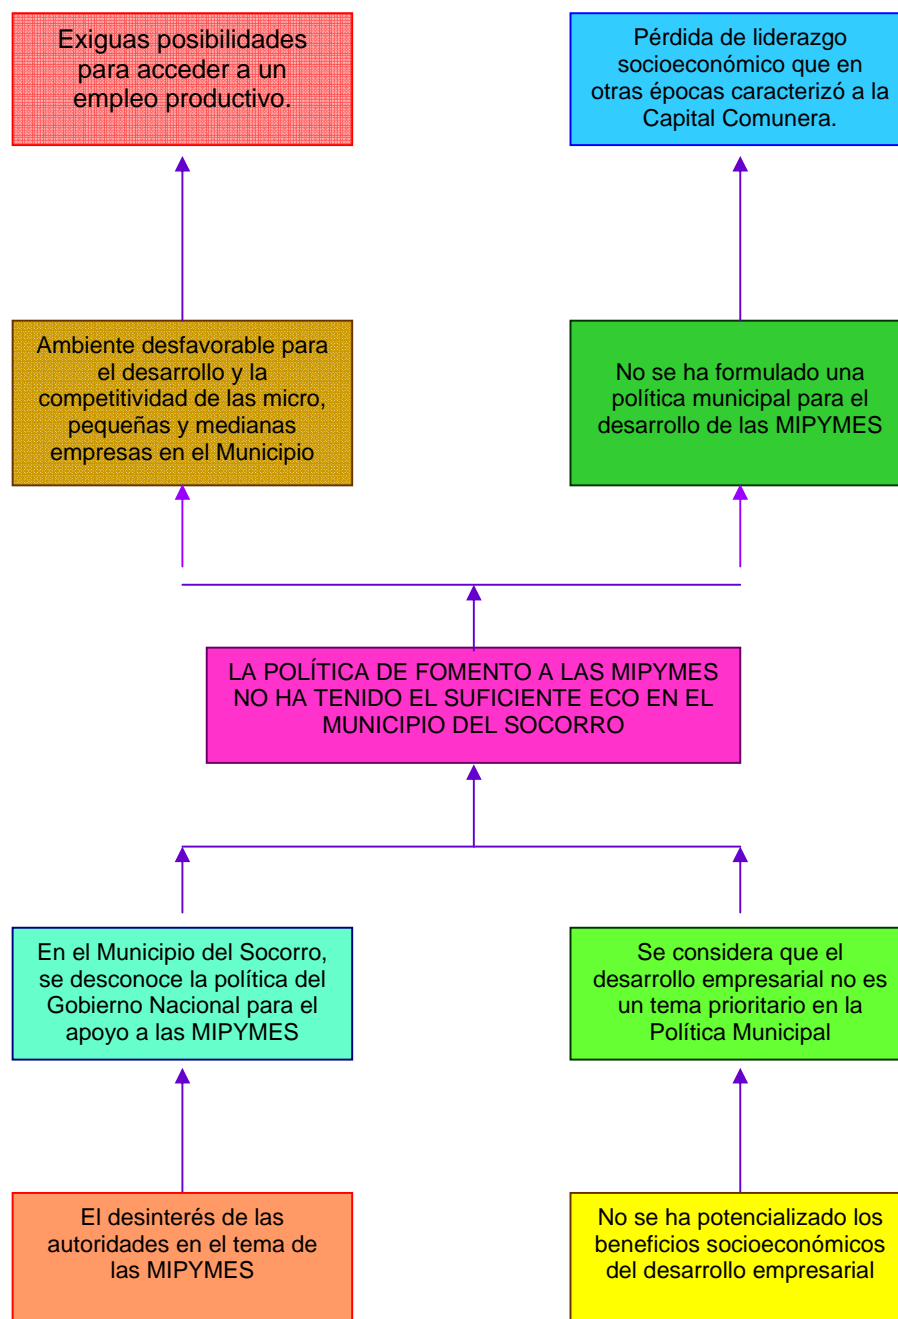 Exiguas posibilidades
para acceder a un
empleo productivo.
Pérdida de liderazgo
socioeconómico que en
otras épocas caracterizó a la
Capital Comunera.
Ambiente desfavorable para
el desarrollo y la
competitividad de las micro,
pequeñas y medianas
empresas en el Municipio
No se ha formulado una
política municipal para el
desarrollo de las MIPYMES
LA POLÍTICA DE FOMENTO A LAS MIPYMES
NO HA TENIDO EL SUFICIENTE ECO EN EL
MUNICIPIO DEL SOCORRO
En el Municipio del Socorro,
se desconoce la política del
Gobierno Nacional para el
apoyo a las MIPYMES
Se considera que el
desarrollo empresarial no es
un tema prioritario en la
Política Municipal
El desinterés de las
autoridades en el tema de
las MIPYMES
No se ha potencializado los
beneficios socioeconómicos
del desarrollo empresarial